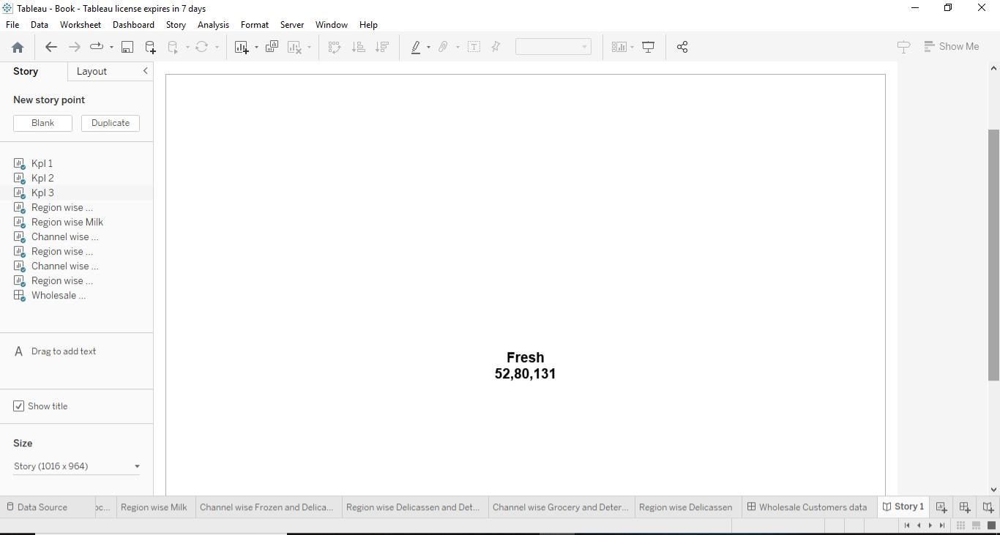 Tableau - Book - Tableau license expires in 7 days
File Data Worksheet Dashboard Story Analysis Format Server Window Help
Show Me
Story Layout
New story point
Blank Duplicate
KpI 1
KpI 2
KpI 3
Region wise ...
Region wise Milk
Channel wise ...
Region wise ...
Channel wise ...
Region wise ...
Wholesale ...
A Drag to add text
Show title
Size
Story (1016 x 964)
Fresh
52,80,131
Data Source oc... Region wise Milk Channel wise Frozen and Delica... Region wise Delicassen and Det... Channel wise Grocery and Deter... Region wise Delicassen Wholesale Customers data Story 1